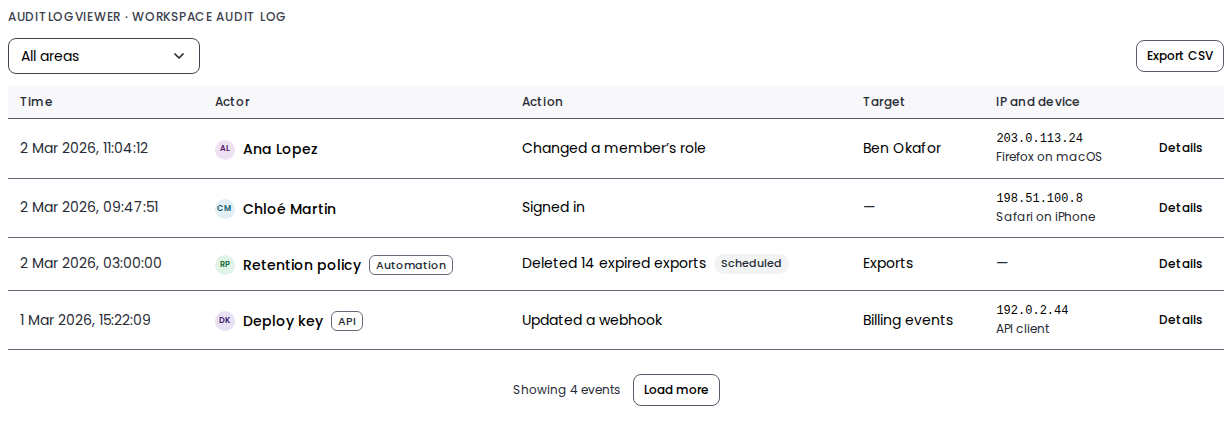 AUDITLOGVIEWER · WORKSPACE AUDIT LOG
All areas
Export CSV
Time Actor Action Target IP and device
2 Mar 2026, 11:04:12 AL Ana Lopez Changed a member’s role Ben Okafor 203.0.113.24 Details
Firefox on macOS
2 Mar 2026, 09:47:51 CM Chloé Martin Signed in — 198.51.100.8 Details
Safari on iPhone
2 Mar 2026, 03:00:00 RP Retention policy Automation Deleted 14 expired exports Scheduled Exports — Details
1 Mar 2026, 15:22:09 DK Deploy key API Updated a webhook Billing events 192.0.2.44 Details
API client
Showing 4 events Load more